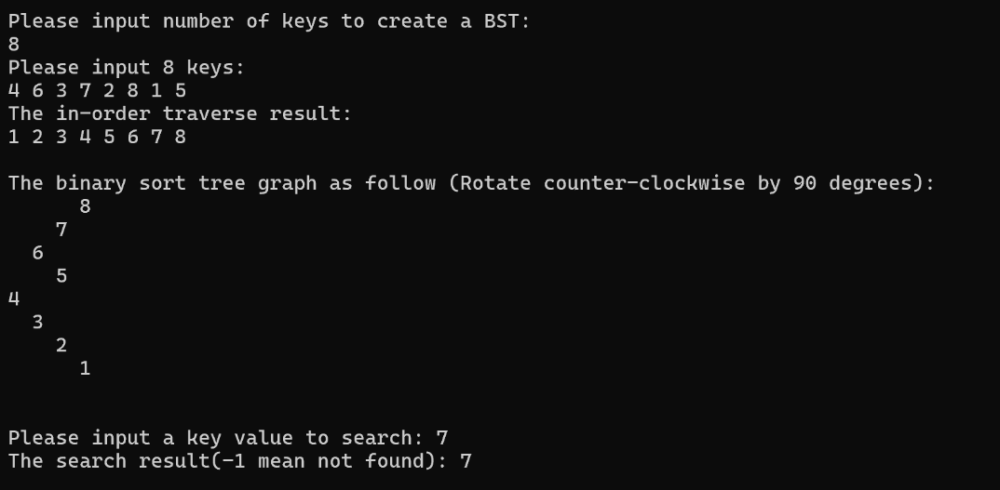 Please input number of keys to create a BST:
8
Please input 8 keys:
4 6 3 7 2 8 1 5
The in-order traverse result:
1 2 3 4 5 6 7 8

The binary sort tree graph as follow (Rotate counter-clockwise by 90 degrees):
      8
    7
  6
    5
4
  3
    2
      1


Please input a key value to search: 7
The search result(-1 mean not found): 7